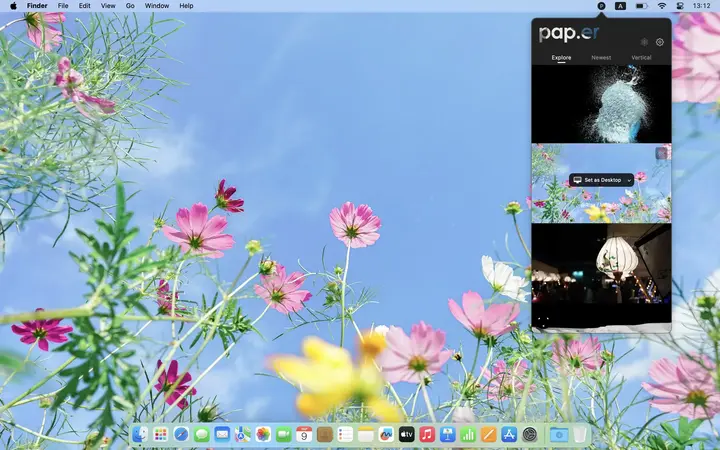 Finder File Edit View Go Window Help
P A 13:12
pap.er
Explore Newest Vertical
Set as Desktop
9
tv